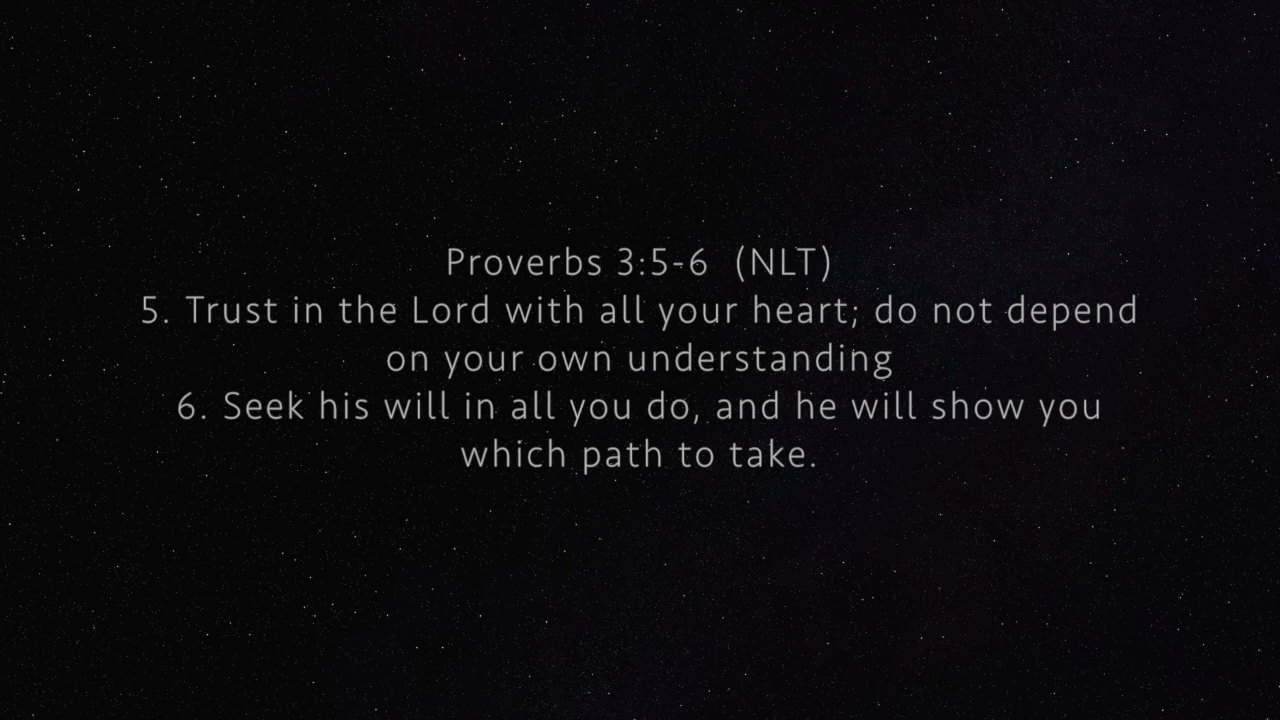 Proverbs 3:5-6  (NLT)
5. Trust in the Lord with all your heart; do not depend
on your own understanding
6. Seek his will in all you do, and he will show you
which path to take.